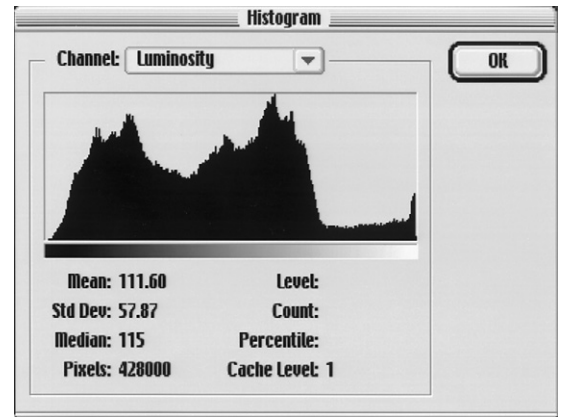 Histogram
Channel: Luminosity
OK
Mean: 111.60 Level:
Std Dev: 57.87 Count:
Median: 115 Percentile:
Pixels: 428000 Cache Level: 1